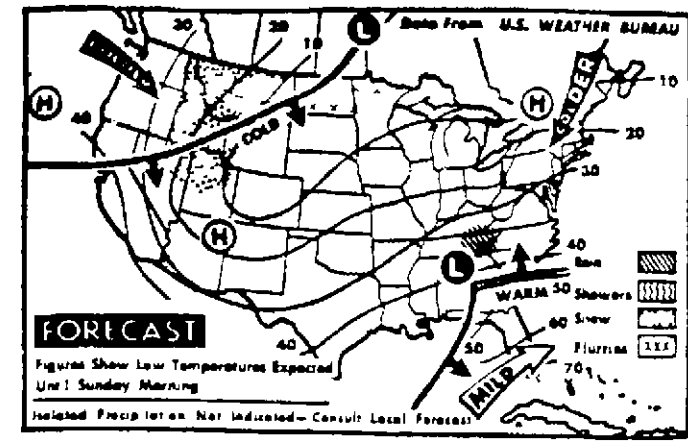 Data From U.S. WEATHER BUREAU
L
30
20
10
COLDER
H
H
10
40
COLD
20
30
H
40
L
Rain
WARM
50
Showers
Snow
60
FORECAST
Flurries
50
40
70
Figures Show Low Temperatures Expected
Until Sunday Morning
MILD
Isolated Precipitation Not Indicated- Consult Local Forecast